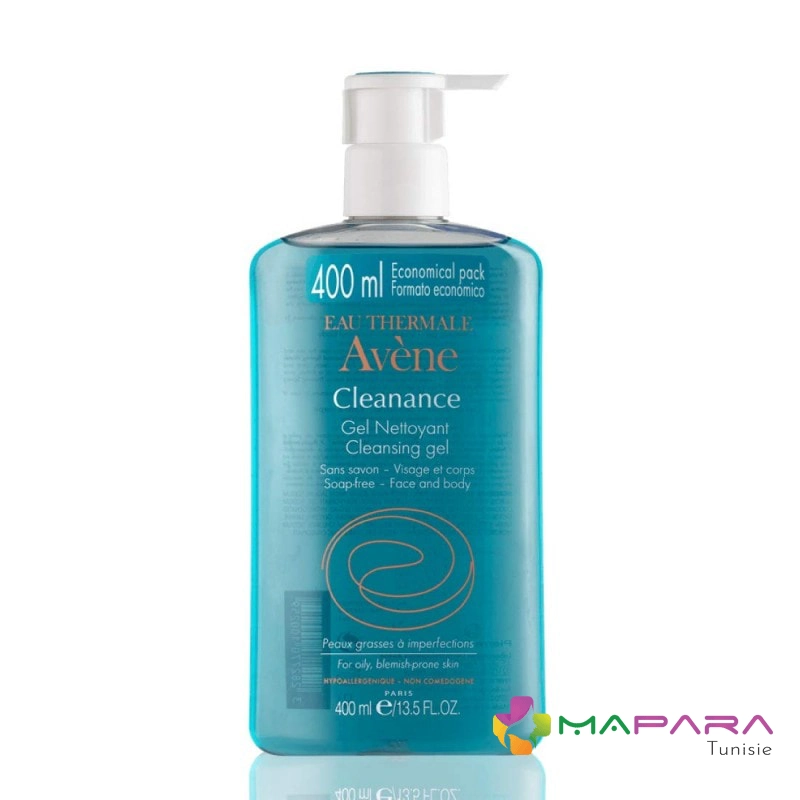 400 ml Economical pack
Formato económico
EAU THERMALE
Avène
Cleanance
Gel Nettoyant
Cleansing gel
Sans savon – Visage et corps
Soap-free – Face and body
Peaux grasses à imperfections
For oily, blemish-prone skin
HYPOALLERGENIQUE – NON COMEDOGÈNE
PARIS
400 ml ℮/13.5 FL.OZ.
MAPARA
Tunisie